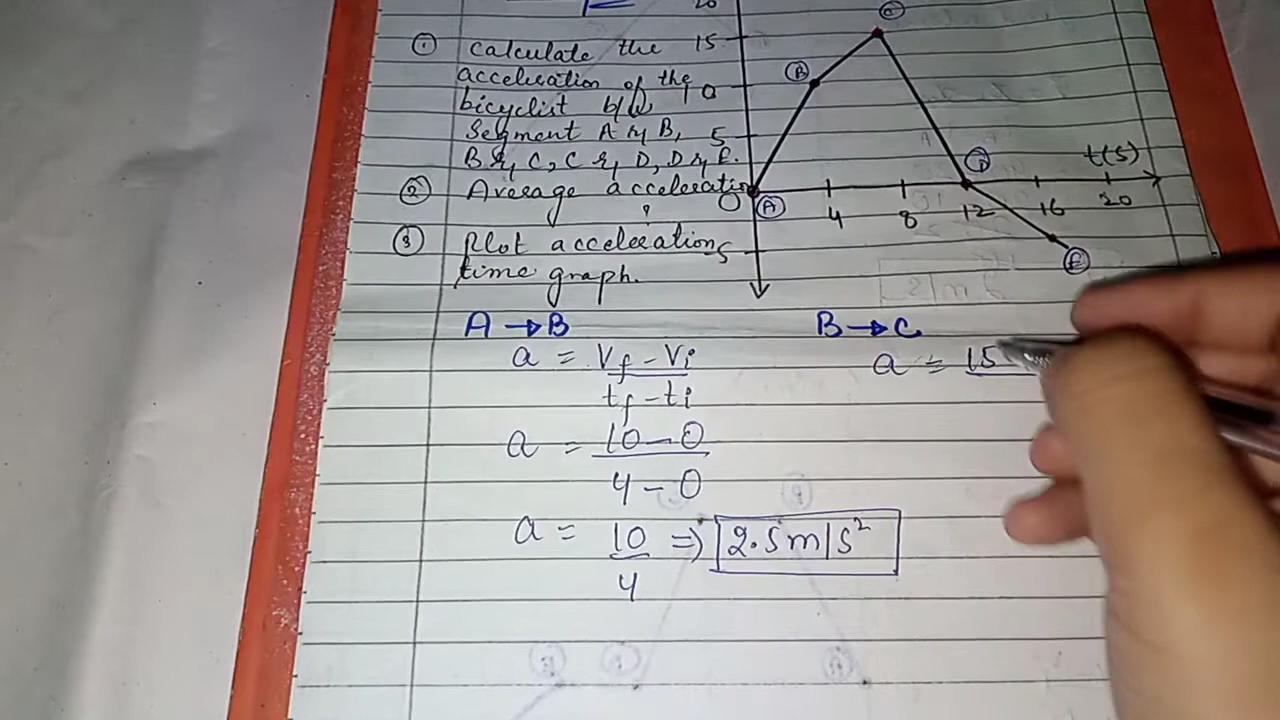 20
① Calculate the
acceleration of the
bicyclist b/w
Segment A & B,
B & C, C & D, D & E.
② Average acceleration
?
③ Plot acceleration
time graph.
15
10
5
O
5
4
8
12
16
20
t(s)
A
B
C
D
E
A → B
a = Vf - Vi
tf - ti
a = 10 - 0
4 - 0
a = 10 ⇒ 2.5 m/s²
4
B → C
a = 15